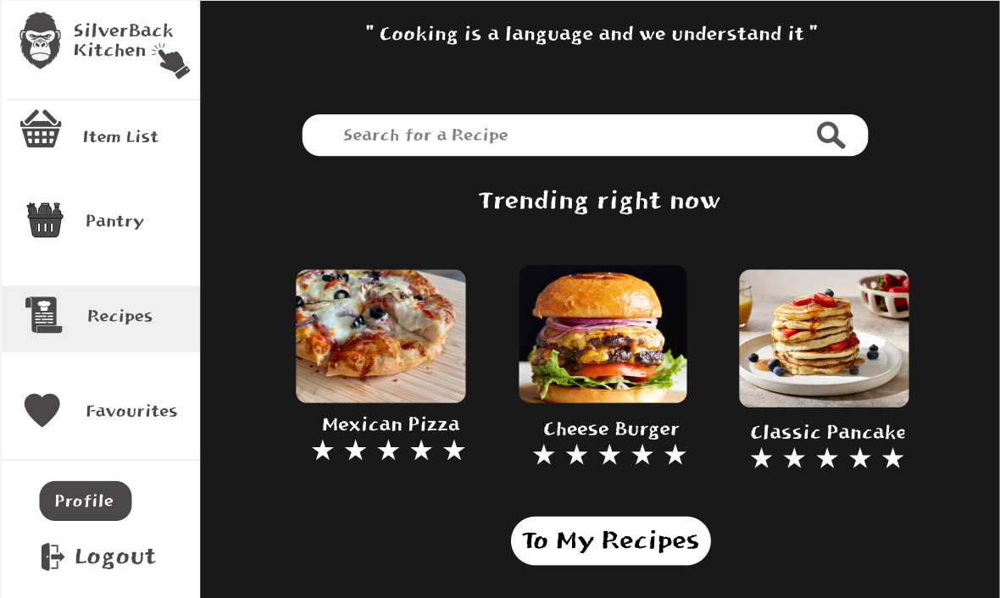 SilverBack
Kitchen
Item List
Pantry
Recipes
Favourites
Profile
Logout
" Cooking is a language and we understand it "
Search for a Recipe
Trending right now
Mexican Pizza
Cheese Burger
Classic Pancake
To My Recipes